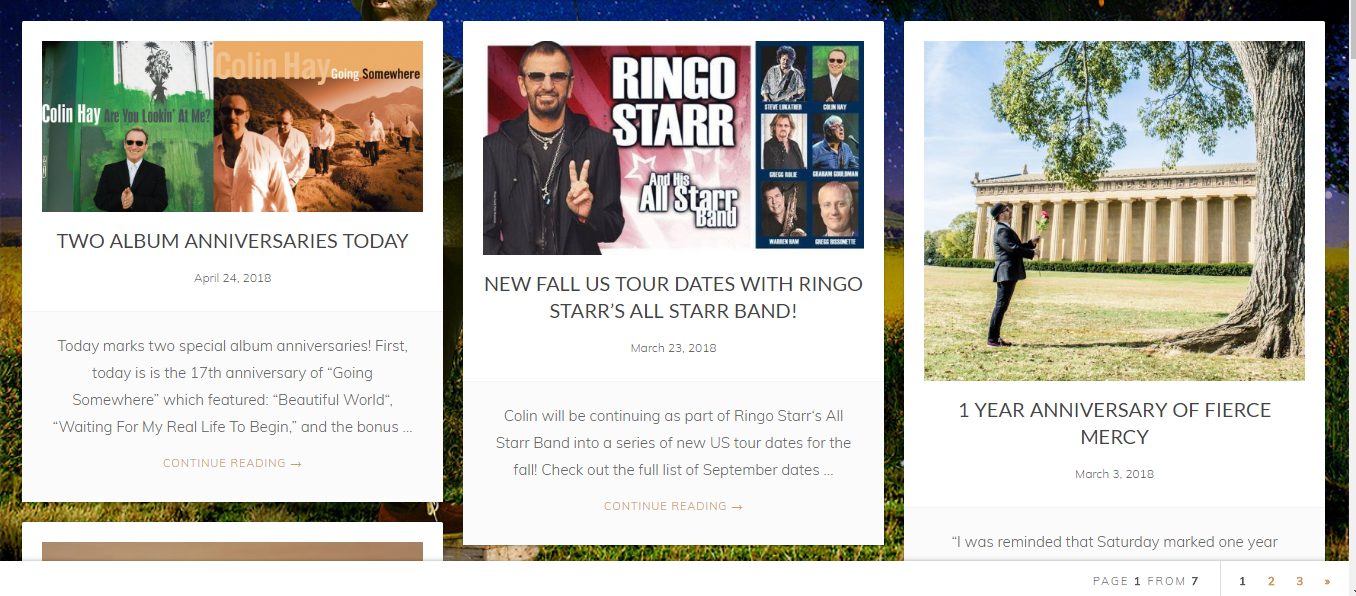 Colin Hay Going Somewhere
Colin Hay Are You Lookin' At Me?
TWO ALBUM ANNIVERSARIES TODAY
April 24, 2018
Today marks two special album anniversaries! First,
today is is the 17th anniversary of “Going
Somewhere” which featured: “Beautiful World“,
“Waiting For My Real Life To Begin,” and the bonus ...
CONTINUE READING →
RINGO
STARR
And His
All Starr
Band
STEVE LUKATHER
COLIN HAY
GREGG ROLIE
GRAHAM GOULDMAN
WARREN HAM
GREGG BISSONETTE
NEW FALL US TOUR DATES WITH RINGO
STARR’S ALL STARR BAND!
March 23, 2018
Colin will be continuing as part of Ringo Starr’s All
Starr Band into a series of new US tour dates for the
fall! Check out the full list of September dates ...
CONTINUE READING →
1 YEAR ANNIVERSARY OF FIERCE
MERCY
March 3, 2018
“I was reminded that Saturday marked one year
PAGE 1 FROM 7
1 2 3 »